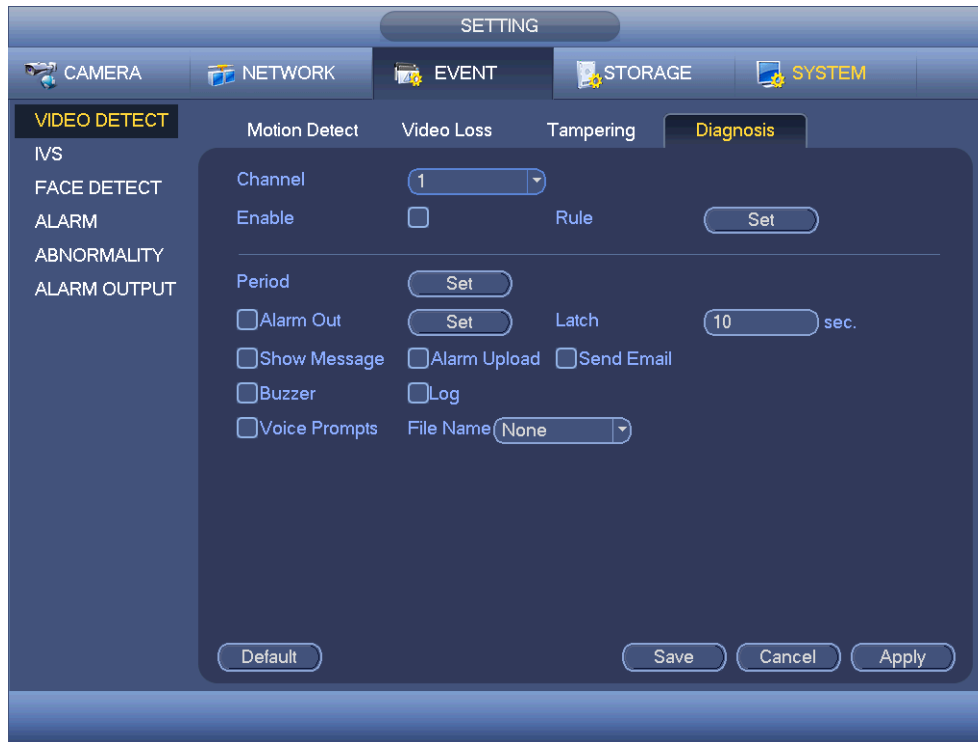 SETTING
CAMERA NETWORK EVENT STORAGE SYSTEM
VIDEO DETECT
IVS
FACE DETECT
ALARM
ABNORMALITY
ALARM OUTPUT
Motion Detect Video Loss Tampering Diagnosis
Channel 1
Enable Rule Set
Period Set
Alarm Out Set Latch 10 sec.
Show Message Alarm Upload Send Email
Buzzer Log
Voice Prompts File Name None
Default Save Cancel Apply